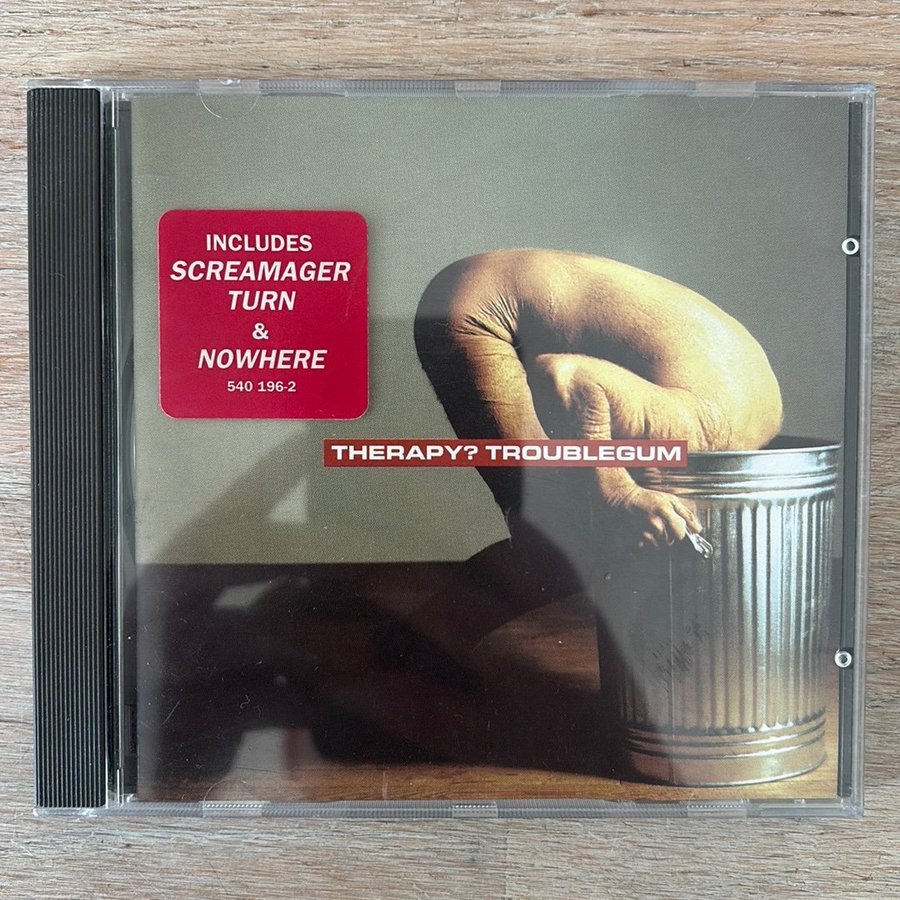 INCLUDES
SCREAMAGER
TURN
&
NOWHERE
540 196-2
THERAPY? TROUBLEGUM